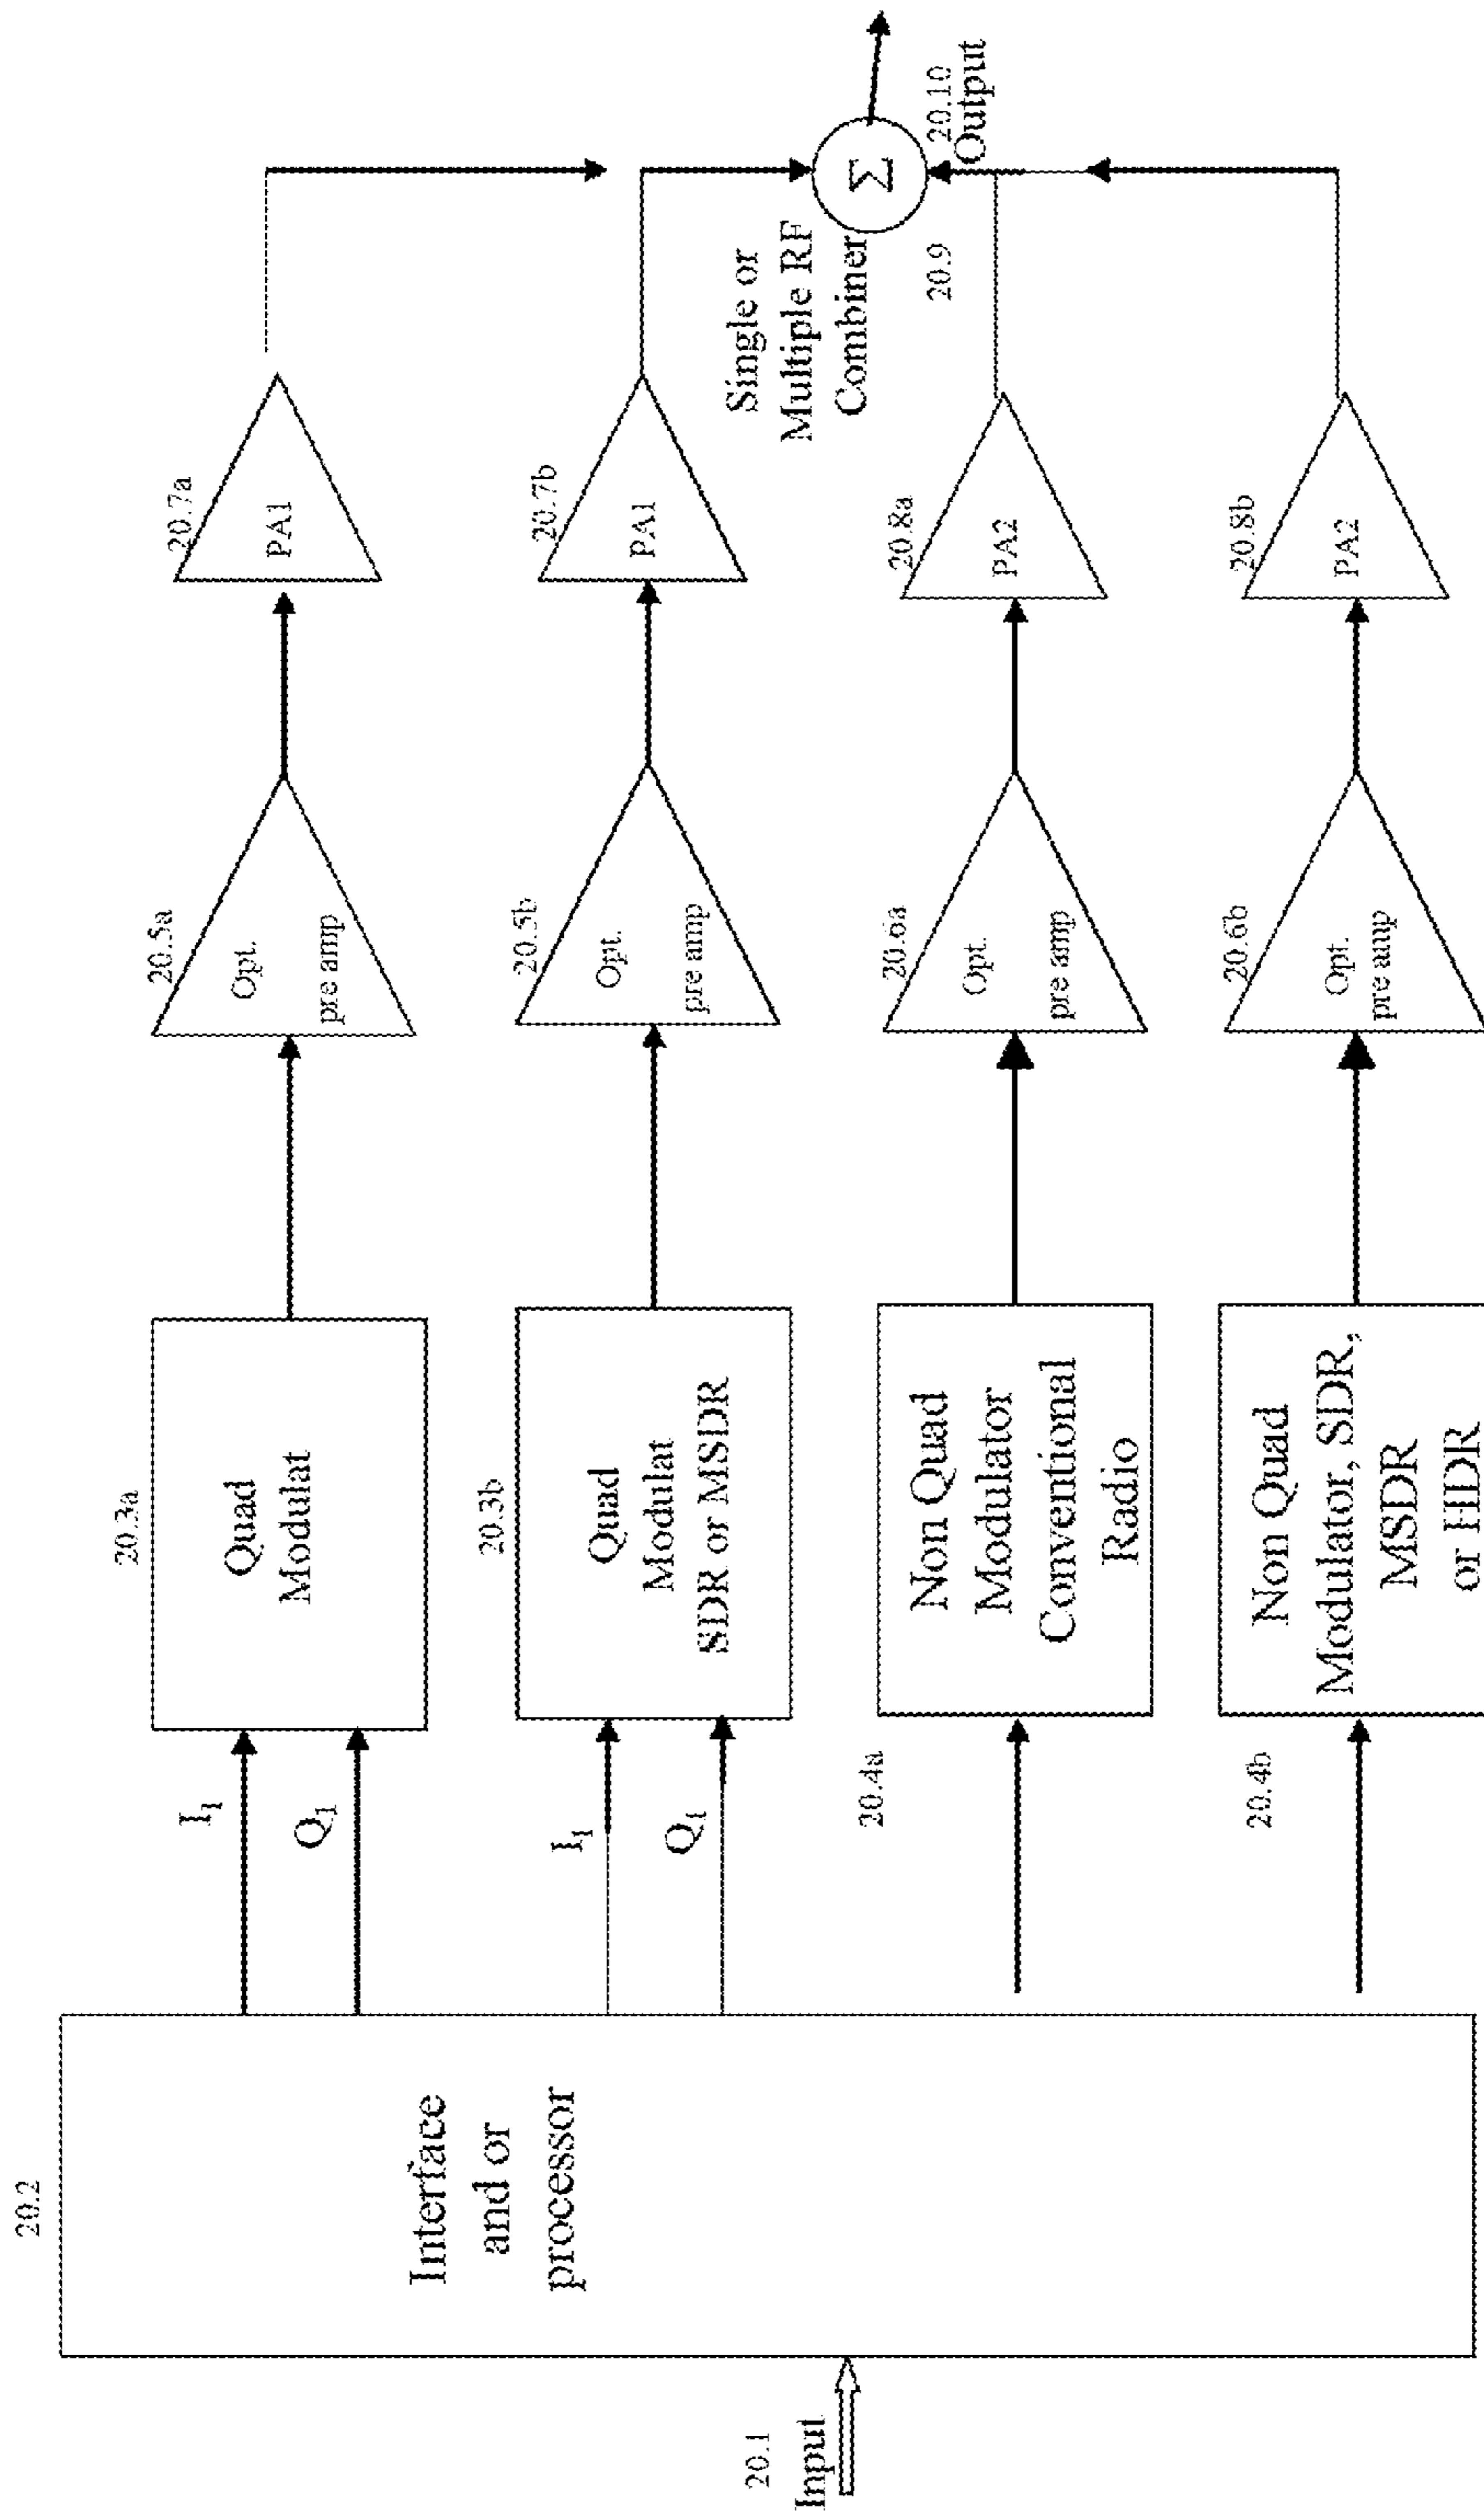 20.1
Input
20.2
Interface
and or
processor
I1
Q1
20.3a
Quad
Modulat
20.5a
Opt.
pre amp
20.7a
PA1
I1
Q1
20.3b
Quad
Modulat
SDR or MSDR
20.5b
Opt.
pre amp
20.7b
PA1
Single or
Multiple RF
Combiner
Σ
20.9
20.10
Output
20.4a
Non Quad
Modulator
Conventional
Radio
20.6a
Opt.
pre amp
20.8a
PA2
20.4b
Non Quad
Modulator, SDR,
MSDR
or HDR
20.6b
Opt.
pre amp
20.8b
PA2